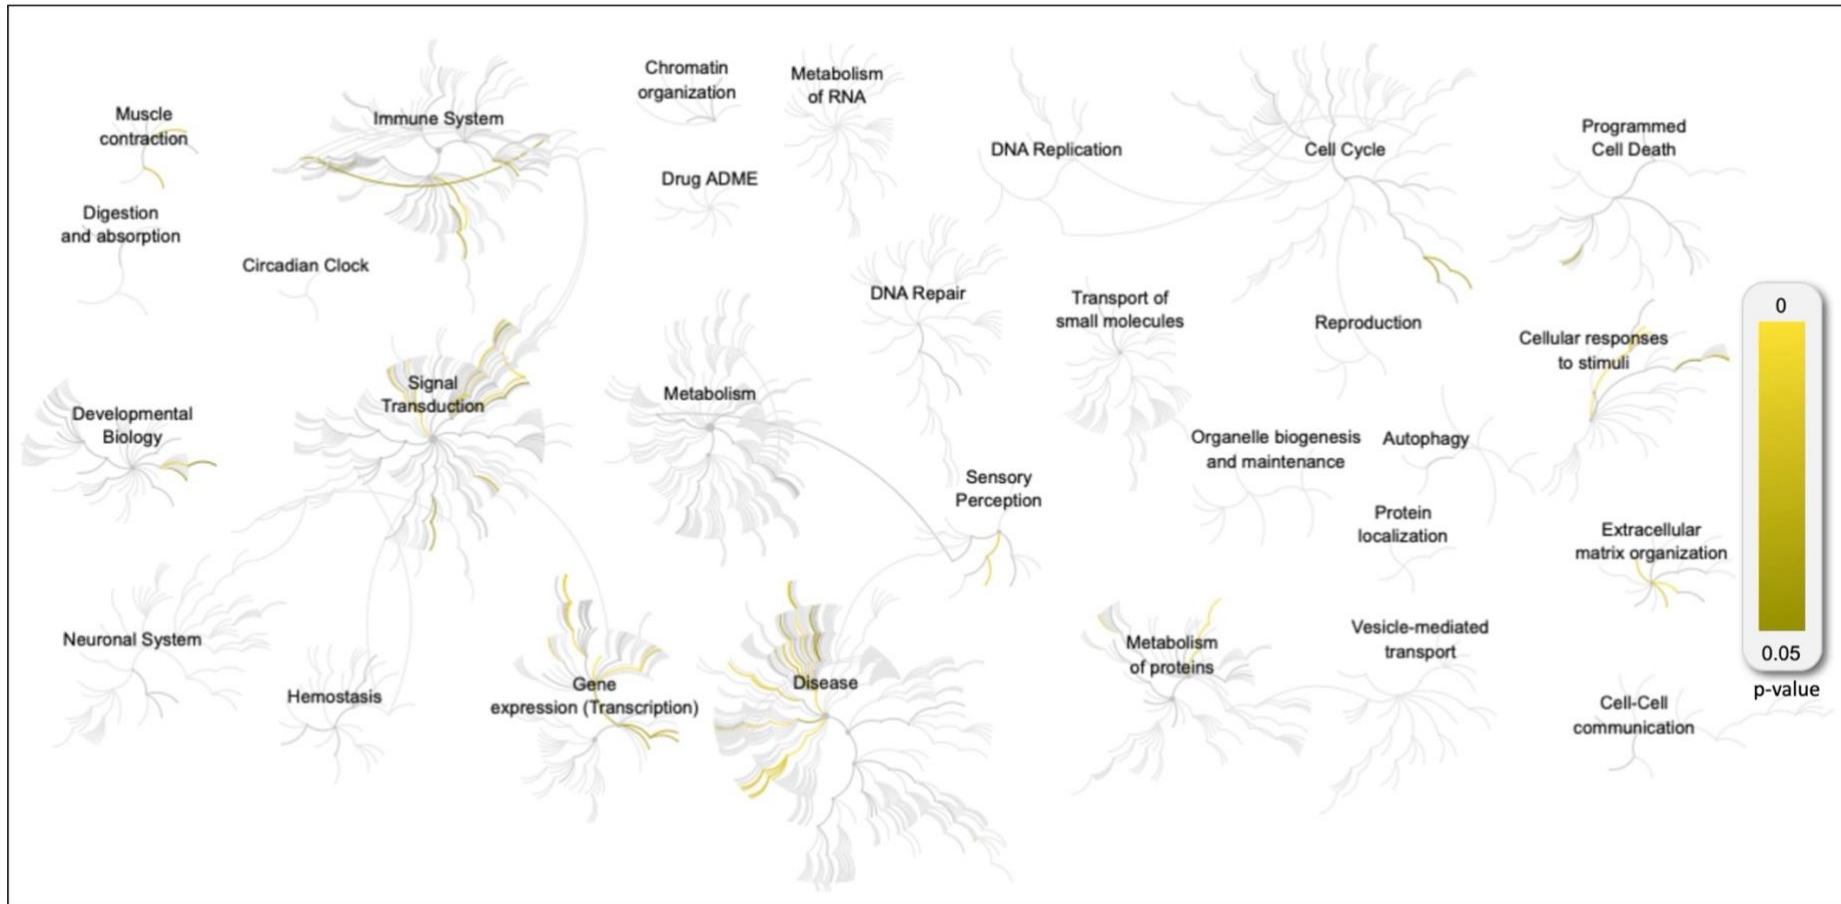 Chromatin
organization
Metabolism
of RNA
Muscle
contraction
Immune System
DNA Replication
Cell Cycle
Programmed
Cell Death
Drug ADME
Digestion
and absorption
Circadian Clock
DNA Repair
Transport of
small molecules
Reproduction
Cellular responses
to stimuli
0
Signal
Transduction
Metabolism
Developmental
Biology
Organelle biogenesis
and maintenance
Autophagy
Sensory
Perception
Protein
localization
Extracellular
matrix organization
Neuronal System
Hemostasis
Gene
expression (Transcription)
Disease
Metabolism
of proteins
Vesicle-mediated
transport
0.05
p-value
Cell-Cell
communication